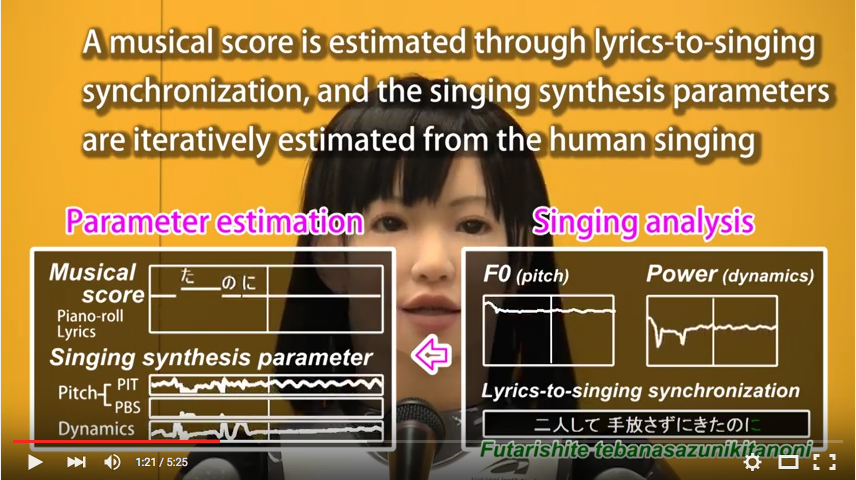 A musical score is estimated through lyrics-to-singing
synchronization, and the singing synthesis parameters
are iteratively estimated from the human singing
Parameter estimation
Musical
score
Piano-roll
Lyrics
た
のに
Singing synthesis parameter
Pitch
PIT
PBS
Dynamics
Singing analysis
F0 (pitch)
Power (dynamics)
Lyrics-to-singing synchronization
二人して 手放さずにきたのに
Futarishite tebanasazunikitanoni
1:21 / 5:25